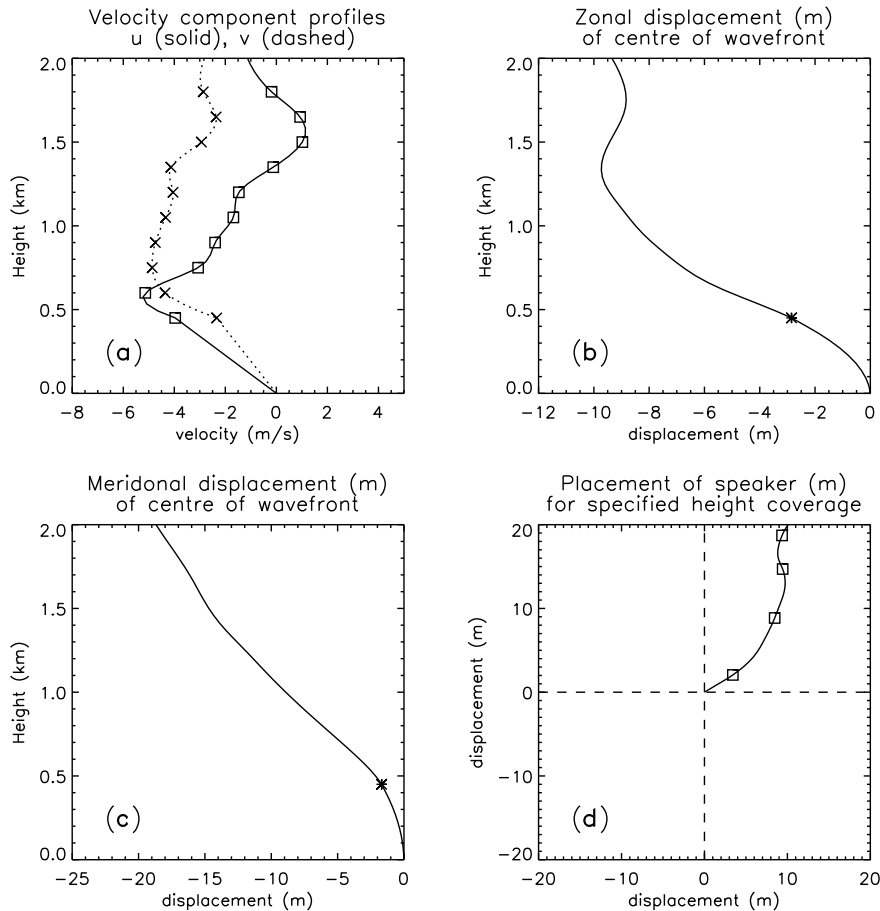 Velocity component profiles
u (solid), v (dashed)
2.0
1.5
1.0
0.5
0.0
Height (km)
(a)
−8 −6 −4 −2 0 2 4
velocity (m/s)
Zonal displacement (m)
of centre of wavefront
2.0
1.5
1.0
0.5
0.0
Height (km)
(b)
−12 −10 −8 −6 −4 −2 0
displacement (m)
Meridonal displacement (m)
of centre of wavefront
2.0
1.5
1.0
0.5
0.0
Height (km)
(c)
−25 −20 −15 −10 −5 0
displacement (m)
Placement of speaker (m)
for specified height coverage
20
10
0
−10
−20
displacement (m)
(d)
−20 −10 0 10 20
displacement (m)